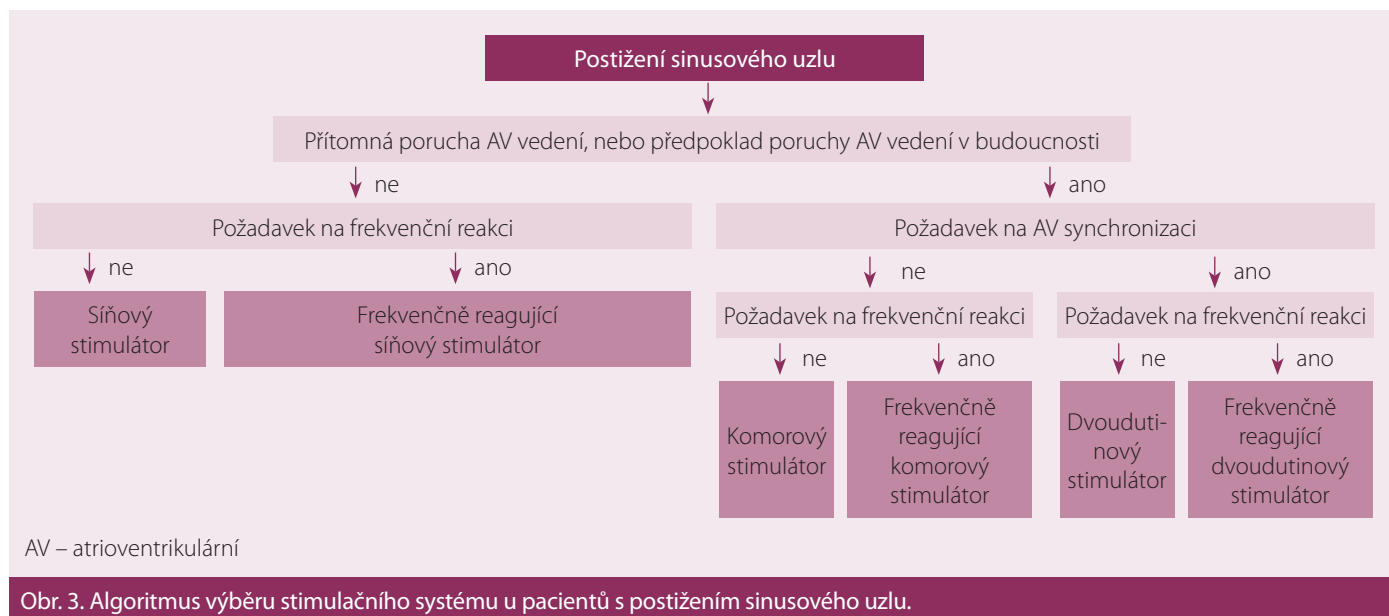 Postižení sinusového uzlu
Přítomná porucha AV vedení, nebo předpoklad poruchy AV vedení v budoucnosti
ne
ano
Požadavek na frekvenční reakci
Požadavek na AV synchronizaci
ne
ano
ne
ano
Síňový
stimulátor
Frekvenčně reagující
síňový stimulátor
Požadavek na frekvenční reakci
Požadavek na frekvenční reakci
ne
ano
ne
ano
Komorový
stimulátor
Frekvenčně
reagující
komorový
stimulátor
Dvouduti-
nový
stimulátor
Frekvenčně
reagující
dvoudutinový
stimulátor
AV – atrioventrikulární
Obr. 3. Algoritmus výběru stimulačního systému u pacientů s postižením sinusového uzlu.